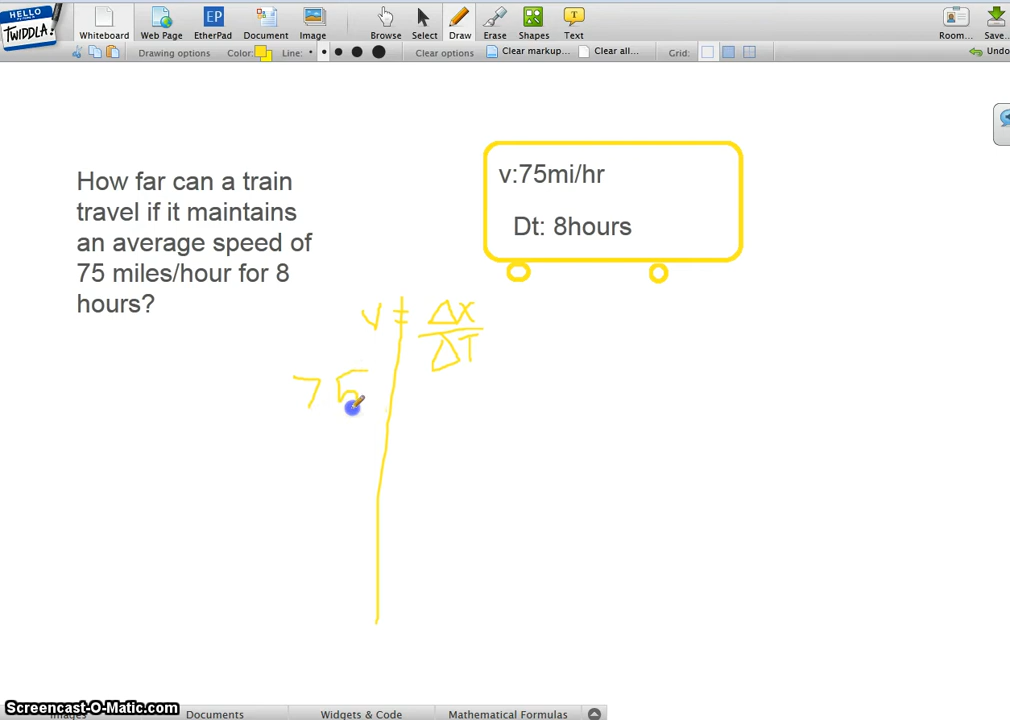 HELLO
TWIDDLA!
Whiteboard Web Page EtherPad Document Image Browse Select Draw Erase Shapes Text Room... Save...
EP
T
Drawing options Color: Line: Clear options Clear markup... Clear all... Grid: Undo
How far can a train
travel if it maintains
an average speed of
75 miles/hour for 8
hours?
v:75mi/hr
Dt: 8hours
v = Δx
ΔT
75
Screencast-O-Matic.com
Images Documents Widgets & Code Mathematical Formulas